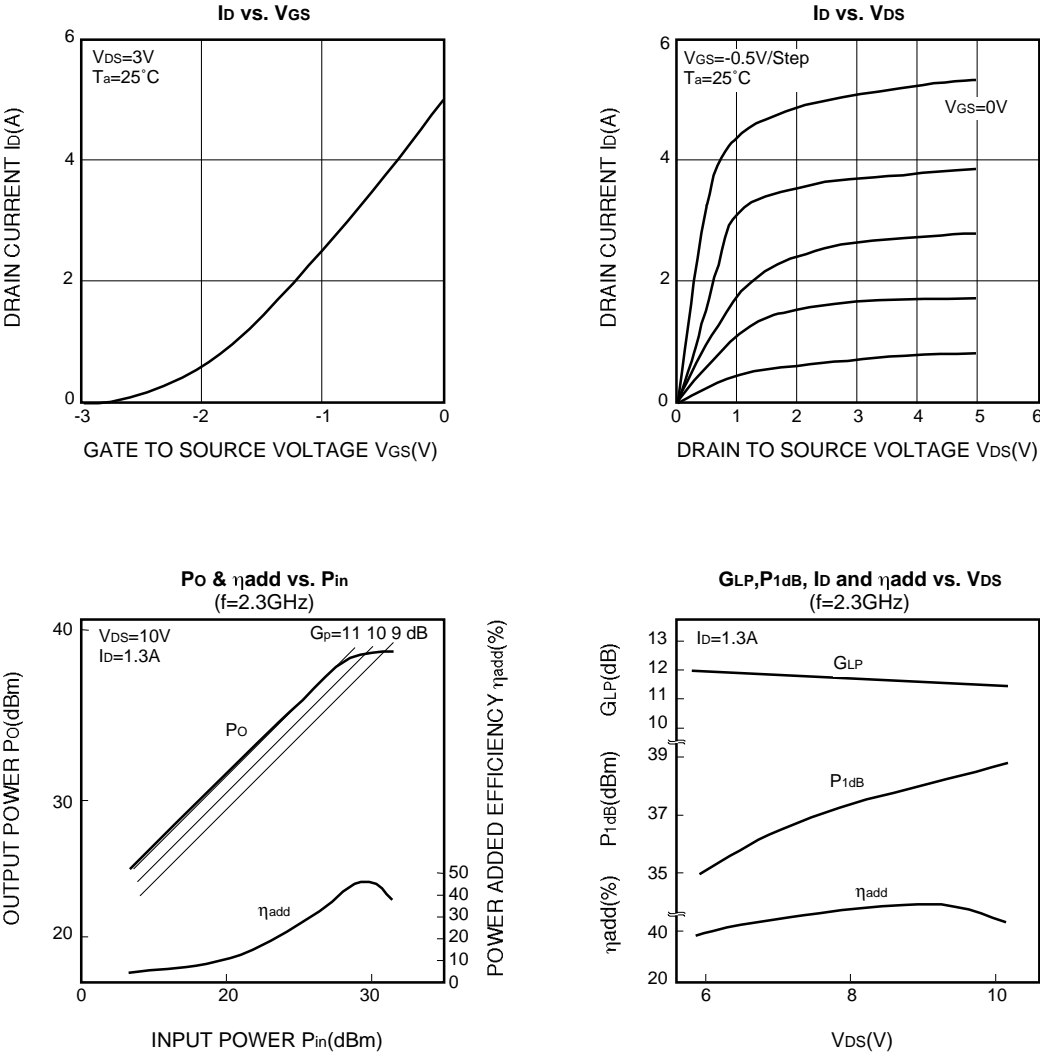 ID vs. VGS
6
VDS=3V
Ta=25˚C
4
2
0
-3 -2 -1 0
DRAIN CURRENT ID(A)
GATE TO SOURCE VOLTAGE VGS(V)
ID vs. VDS
6
VGS=-0.5V/Step
Ta=25˚C
VGS=0V
4
2
0
0 1 2 3 4 5 6
DRAIN CURRENT ID(A)
DRAIN TO SOURCE VOLTAGE VDS(V)
PO & ηadd vs. Pin
(f=2.3GHz)
40
VDS=10V
ID=1.3A
Gp=11 10 9 dB
PO
30
20
ηadd
50
40
30
20
10
0
0 20 30
OUTPUT POWER PO(dBm)
POWER ADDED EFFICIENCY ηadd(%)
INPUT POWER Pin(dBm)
GLP,P1dB, ID and ηadd vs. VDS
(f=2.3GHz)
ID=1.3A
13
12
11
10
GLP(dB)
GLP
39
37
35
P1dB(dBm)
P1dB
40
20
ηadd(%)
ηadd
6 8 10
VDS(V)